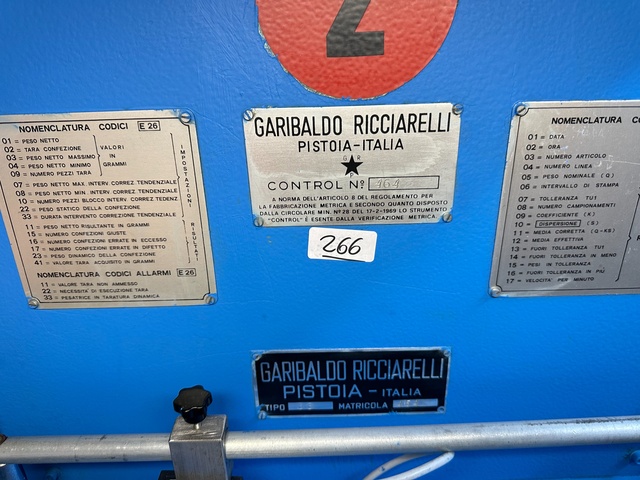 2
NOMENCLATURA CODICI E 26
01 = PESO NETTO
02 = TARA CONFEZIONE
03 = PESO NETTO MASSIMO
04 = PESO NETTO MINIMO
09 = NUMERO PEZZI TARA
VALORI
IN
GRAMMI
07 = PESO MAX INTERV. CORREZ TENDENZIALE
08 = PESO MIN INTERV. CORREZ TENDENZIALE
10 = NUMERO PEZZI BLOCCO INTERV. CORREZ TEDENZ
22 = PESO STATICO DELLA CONFEZIONE
33 = DURATA INTERVENTO CORREZIONE TENDENZIALE
IMPOSTAZIONI
11 = PESO NETTO RISULTANTE IN GRAMMI
15 = NUMERO CONFEZIONI GIUSTE
16 = NUMERO CONFEZIONI ERRATE IN ECCESSO
17 = NUMERO CONFEZIONI ERRATE IN DIFETTO
23 = PESO DINAMICO DELLA CONFEZIONE
41 = VALORE TARA ACQUISITO IN GRAMMI
RISULTATI
NOMENCLATURA CODICI ALLARMI E 26
11 = VALORE TARA NON AMMESSO
22 = NECESSITA' DI ESECUZIONE TARA
33 = PESATRICE IN TARATURA DINAMICA
GARIBALDO RICCIARELLI
PISTOIA-ITALIA
GAR
CONTROL Nº
A NORMA DELL'ARTICOLO 8 DEL REGOLAMENTO PER
LA FABBRICAZIONE METRICA E SECONDO QUANTO DISPOSTO
DALLA CIRCOLARE MIN. Nº 28 DEL 17-2-1969 LO STRUMENTO
"CONTROL" È ESENTE DALLA VERIFICAZIONE METRICA.
266
NOMENCLATURA CO
01 = DATA
02 = ORA
03 = NUMERO ARTICOLO
04 = NUMERO LINEA
05 = PESO NOMINALE (Q)
06 = INTERVALLO DI STAMPA
07 = TOLLERANZA TU1
08 = NUMERO CAMPIONAMENTI
09 = COEFFICIENTE (K)
10 = DISPERSIONE (S)
11 = MEDIA CORRETTA (Q+KS)
12 = MEDIA EFFETTIVA
13 = FUORI TOLLERANZA TU1
14 = FUORI TOLLERANZA IN MENO
15 = PESI IN TOLLERANZA
16 = FUORI TOLLERANZA IN PIÙ
17 = VELOCITA' PER MINUTO
GARIBALDO RICCIARELLI
PISTOIA - ITALIA
TIPO MATRICOLA